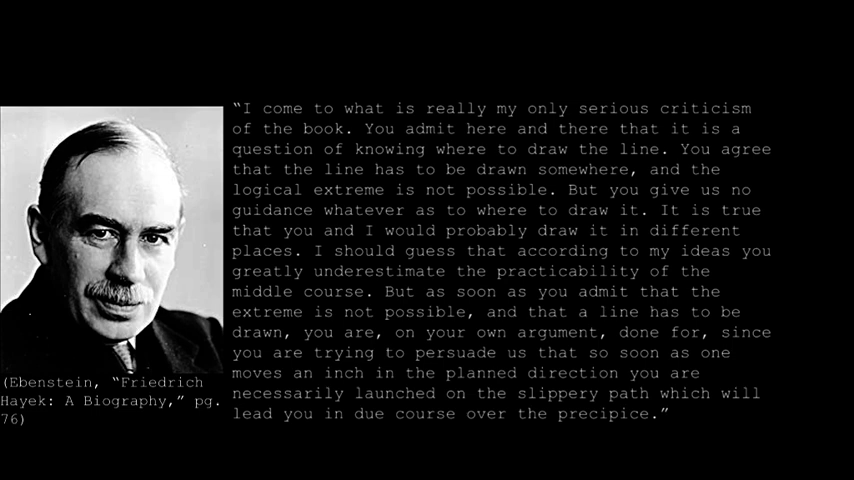 “I come to what is really my only serious criticism
of the book. You admit here and there that it is a
question of knowing where to draw the line. You agree
that the line has to be drawn somewhere, and the
logical extreme is not possible. But you give us no
guidance whatever as to where to draw it. It is true
that you and I would probably draw it in different
places. I should guess that according to my ideas you
greatly underestimate the practicability of the
middle course. But as soon as you admit that the
extreme is not possible, and that a line has to be
drawn, you are, on your own argument, done for, since
you are trying to persuade us that so soon as one
moves an inch in the planned direction you are
necessarily launched on the slippery path which will
lead you in due course over the precipice.”
(Ebenstein, “Friedrich
Hayek: A Biography,” pg.
76)